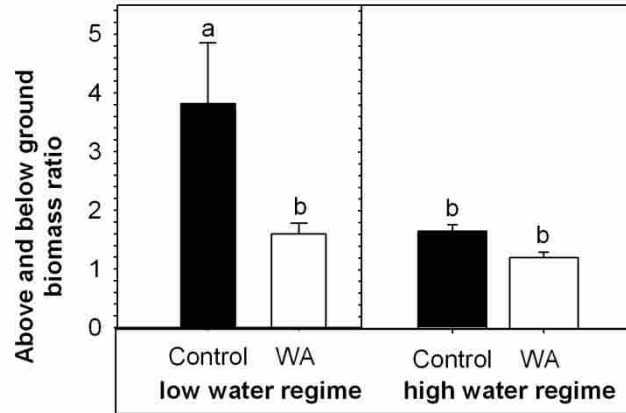 Above and below ground
biomass ratio
5
4
3
2
1
0
a
b
b
b
Control WA Control WA
low water regime high water regime